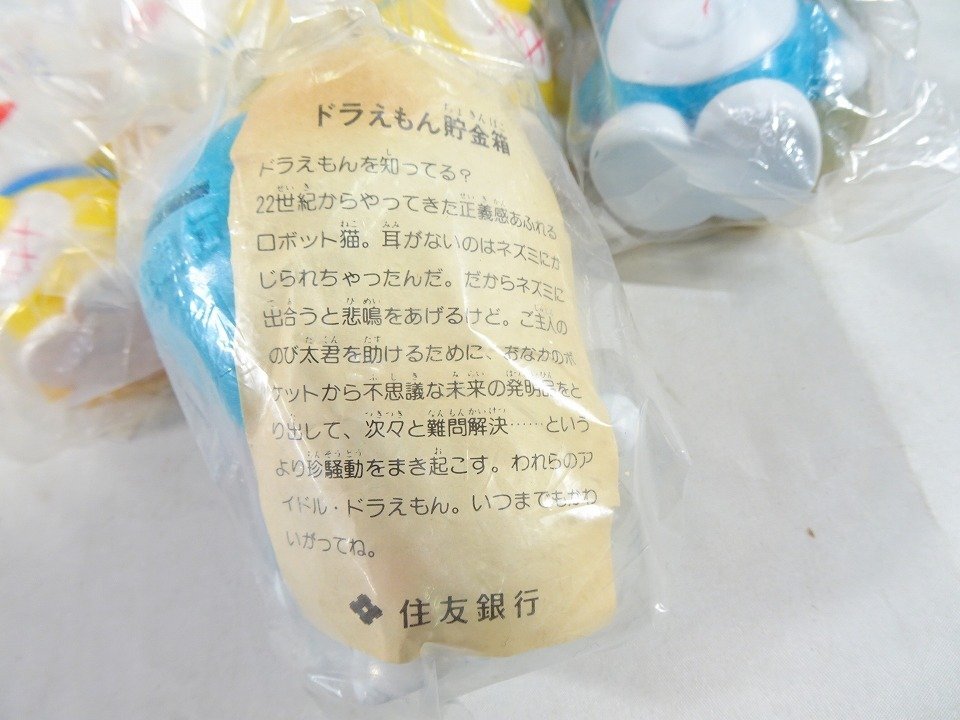 ドラえもん貯金箱
ドラえもんを知ってる?
22世紀からやってきた正義感あふれる
ロボット猫。耳がないのはネズミにか
じられちゃったんだ。だからネズミに
出合うと悲鳴をあげるけど。ご主人の
のび太君を助けるために、おなかのポ
ケットから不思議な未来の発明品をと
り出して、次々と難問解決……という
より珍騒動をまき起こす。われらのア
イドル・ドラえもん。いつまでもかわ
いがってね。
住友銀行